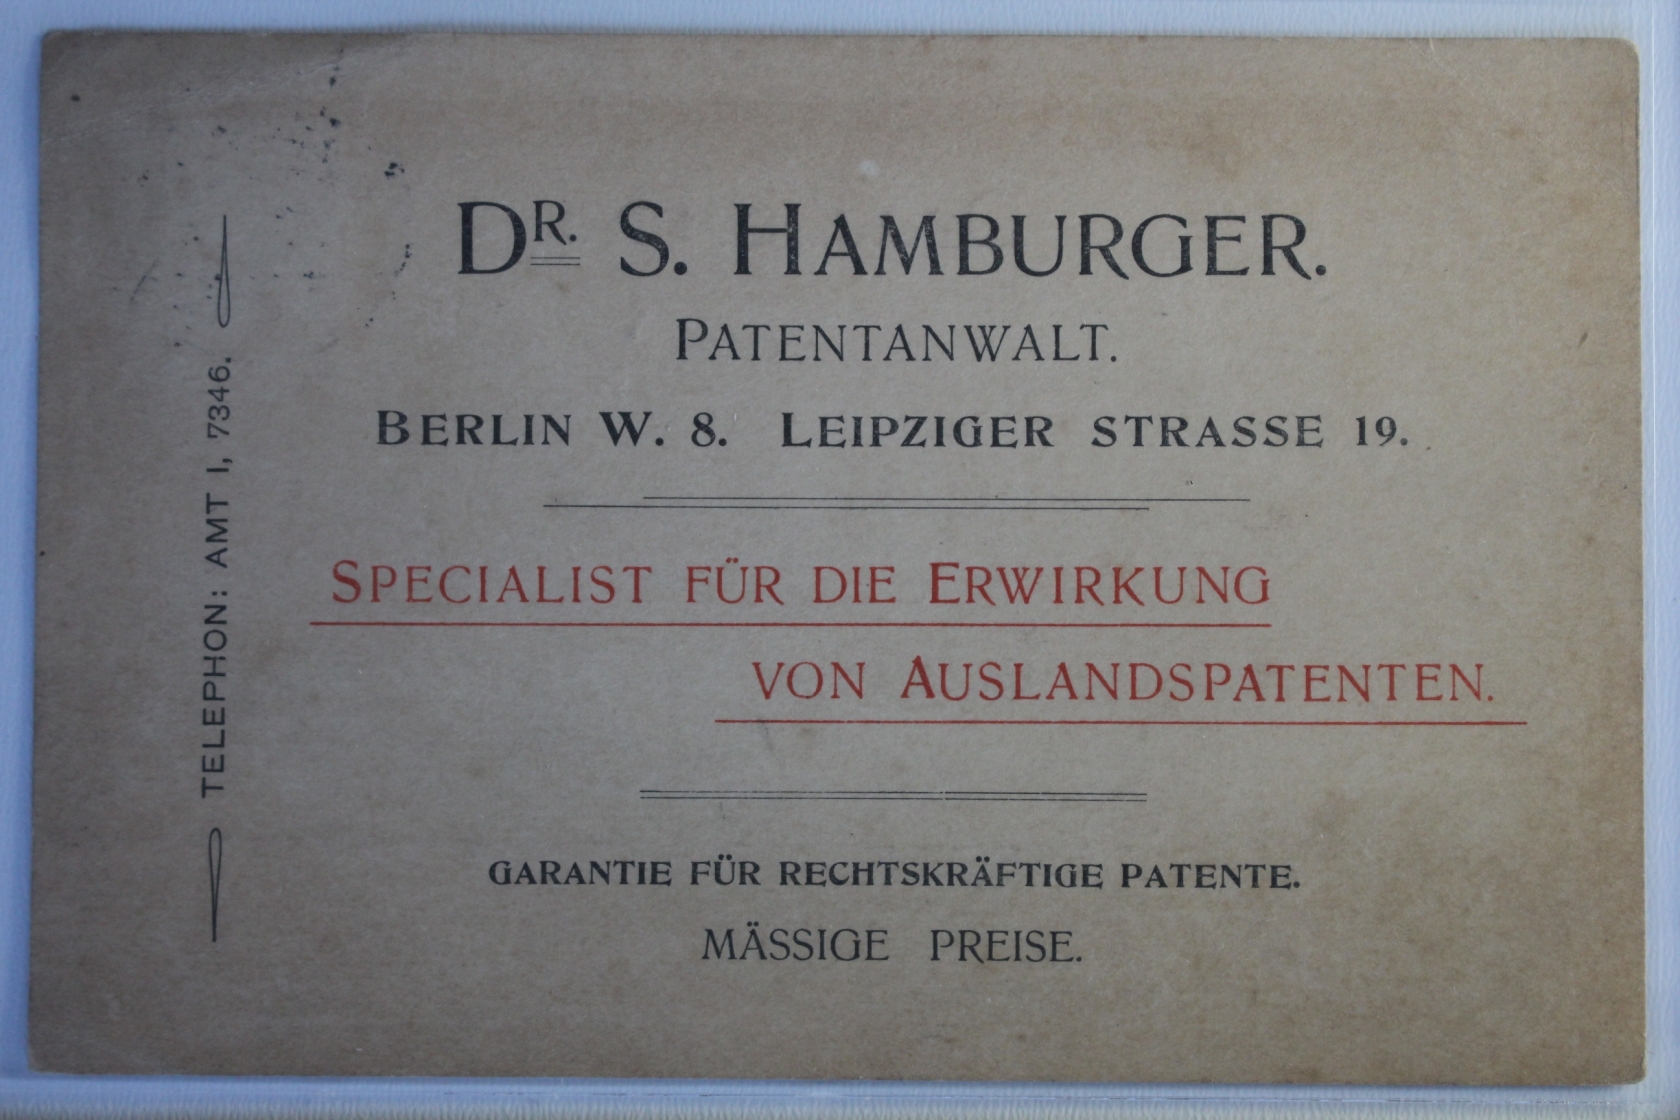 DR. S. HAMBURGER.
PATENTANWALT.
BERLIN W. 8. LEIPZIGER STRASSE 19.
SPECIALIST FÜR DIE ERWIRKUNG
VON AUSLANDSPATENTEN.
GARANTIE FÜR RECHTSKRÄFTIGE PATENTE.
MÄSSIGE PREISE.
TELEPHON: AMT I, 7346.